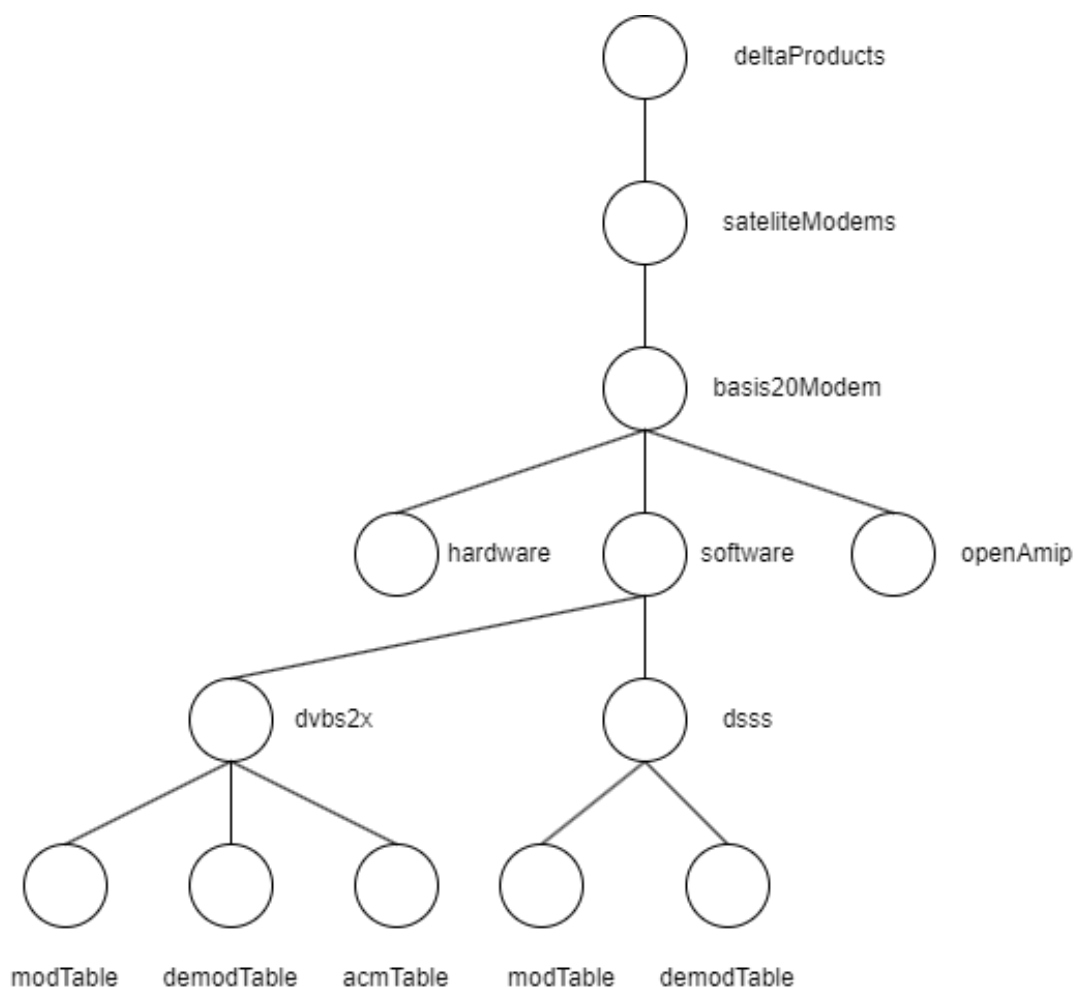 deltaProducts
sateliteModems
basis20Modem
hardware software openAmip
dvbs2x dsss
modTable demodTable acmTable modTable demodTable